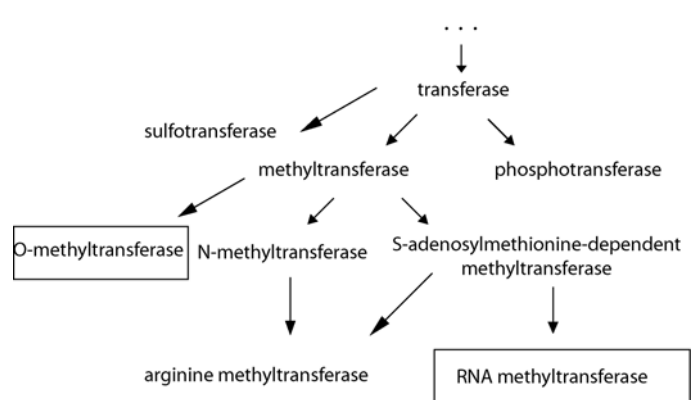 . . .
transferase
sulfotransferase
methyltransferase
phosphotransferase
O-methyltransferase
N-methyltransferase
S-adenosylmethionine-dependent
methyltransferase
arginine methyltransferase
RNA methyltransferase